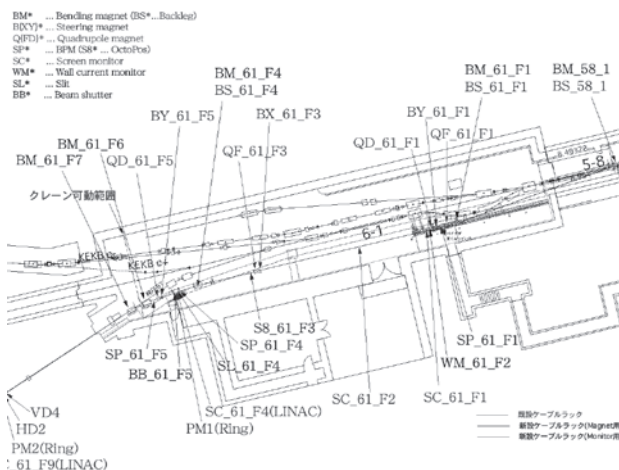 BM* ... Bending magnet (BS*...Backleg)
B[XY]* ... Steering magnet
Q[FD]* ... Quadrupole magnet
SP* ... BPM (S8* ... OctoPos)
SC* ... Screen monitor
WM* ... Wall current monitor
SL* ... Slit
BB* ... Beam shutter
BM_61_F4
BS_61_F4
BM_61_F1
BS_61_F1
BM_58_1
BS_58_1
BY_61_F5
BX_61_F3
BY_61_F1
BM_61_F6
QF_61_F1
QD_61_F1
QF_61_F3
QD_61_F5
BM_61_F7
クレーン可動範囲
5-8
6-1
KEKB e-
KEKB e+
S8_61_F3
SP_61_F4
SP_61_F5
SL_61_F4
BB_61_F5
SP_61_F1
WM_61_F2
SC_61_F2
SC_61_F1
SC_61_F4(LINAC)
PM1(Ring)
VD4
HD2
PM2(Ring)
_61_F9(LINAC)
既設ケーブルラック
新設ケーブルラック(Magnet用
新設ケーブルラック(Monitor用